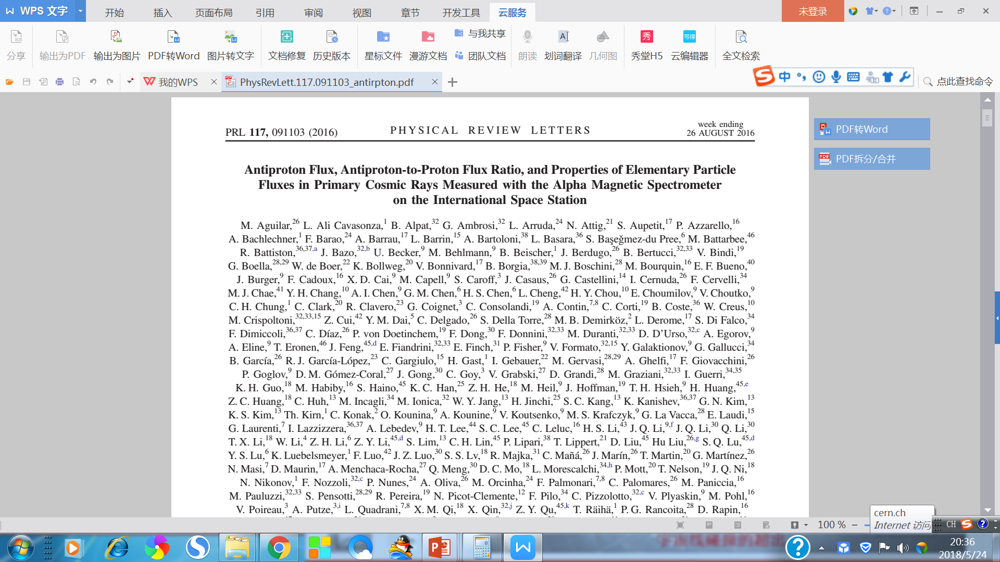 WPS 文字
开始 插入 页面布局 引用 审阅 视图 章节 开发工具 云服务
未登录
分享 输出为PDF 输出为图片 PDF转Word 图片转文字 文档修复 历史版本 星标文件 漫游文档 与我共享 团队文档 朗读 划词翻译 几何图 秀堂H5 云编辑器 全文检索
我的WPS
PhysRevLett.117.091103_antirpton.pdf
中
点此查找命令
PDF转Word
PDF拆分/合并
PRL 117, 091103 (2016) PHYSICAL REVIEW LETTERS week ending 26 AUGUST 2016
Antiproton Flux, Antiproton-to-Proton Flux Ratio, and Properties of Elementary Particle
Fluxes in Primary Cosmic Rays Measured with the Alpha Magnetic Spectrometer
on the International Space Station
M. Aguilar,26 L. Ali Cavasonza,1 B. Alpat,32 G. Ambrosi,32 L. Arruda,24 N. Attig,21 S. Aupetit,17 P. Azzarello,16
A. Bachlechner,1 F. Barao,24 A. Barrau,17 L. Barrin,15 A. Bartoloni,38 L. Basara,36 S. Başeğmez-du Pree,6 M. Battarbee,46
R. Battiston,36,37,a J. Bazo,32,b U. Becker,9 M. Behlmann,9 B. Beischer,1 J. Berdugo,26 B. Bertucci,32,33 V. Bindi,19
G. Boella,28,29 W. de Boer,22 K. Bollweg,20 V. Bonnivard,17 B. Borgia,38,39 M. J. Boschini,28 M. Bourquin,16 E. F. Bueno,40
J. Burger,9 F. Cadoux,16 X. D. Cai,9 M. Capell,9 S. Caroff,3 J. Casaus,26 G. Castellini,14 I. Cernuda,26 F. Cervelli,34
M. J. Chae,41 Y. H. Chang,10 A. I. Chen,9 G. M. Chen,6 H. S. Chen,6 L. Cheng,42 H. Y. Chou,10 E. Choumilov,9 V. Choutko,9
C. H. Chung,1 C. Clark,20 R. Clavero,23 G. Coignet,3 C. Consolandi,19 A. Contin,7,8 C. Corti,19 B. Coste,36 W. Creus,10
M. Crispoltoni,32,33,15 Z. Cui,42 Y. M. Dai,5 C. Delgado,26 S. Della Torre,28 M. B. Demirköz,2 L. Derome,17 S. Di Falco,34
F. Dimiccoli,36,37 C. Díaz,26 P. von Doetinchem,19 F. Dong,30 F. Donnini,32,33 M. Duranti,32,33 D. D'Urso,32,c A. Egorov,9
A. Eline,9 T. Eronen,46 J. Feng,45,d E. Fiandrini,32,33 E. Finch,31 P. Fisher,9 V. Formato,32,15 Y. Galaktionov,9 G. Gallucci,34
B. García,26 R. J. García-López,23 C. Gargiulo,15 H. Gast,1 I. Gebauer,22 M. Gervasi,28,29 A. Ghelfi,17 F. Giovacchini,26
P. Goglov,9 D. M. Gómez-Coral,27 J. Gong,30 C. Goy,3 V. Grabski,27 D. Grandi,28 M. Graziani,32,33 I. Guerri,34,35
K. H. Guo,18 M. Habiby,16 S. Haino,45 K. C. Han,25 Z. H. He,18 M. Heil,9 J. Hoffman,19 T. H. Hsieh,9 H. Huang,45,e
Z. C. Huang,18 C. Huh,13 M. Incagli,34 M. Ionica,32 W. Y. Jang,13 H. Jinchi,25 S. C. Kang,13 K. Kanishev,36,37 G. N. Kim,13
K. S. Kim,13 Th. Kirn,1 C. Konak,2 O. Kounina,9 A. Kounine,9 V. Koutsenko,9 M. S. Krafczyk,9 G. La Vacca,28 E. Laudi,15
G. Laurenti,7 I. Lazzizzera,36,37 A. Lebedev,9 H. T. Lee,44 S. C. Lee,45 C. Leluc,16 H. S. Li,43 J. Q. Li,9,f J. Q. Li,30 Q. Li,30
T. X. Li,18 W. Li,4 Z. H. Li,6 Z. Y. Li,45,d S. Lim,13 C. H. Lin,45 P. Lipari,38 T. Lippert,21 D. Liu,45 Hu Liu,26,g S. Q. Lu,45,d
Y. S. Lu,6 K. Luebelsmeyer,1 F. Luo,42 J. Z. Luo,30 S. S. Lv,18 R. Majka,31 C. Mañá,26 J. Marín,26 T. Martin,20 G. Martínez,26
N. Masi,7 D. Maurin,17 A. Menchaca-Rocha,27 Q. Meng,30 D. C. Mo,18 L. Morescalchi,34,h P. Mott,20 T. Nelson,19 J. Q. Ni,18
N. Nikonov,1 F. Nozzoli,32,c P. Nunes,24 A. Oliva,26 M. Orcinha,24 F. Palmonari,7,8 C. Palomares,26 M. Paniccia,16
M. Pauluzzi,32,33 S. Pensotti,28,29 R. Pereira,19 N. Picot-Clemente,12 F. Pilo,34 C. Pizzolotto,32,c V. Plyaskin,9 M. Pohl,16
V. Poireau,3 A. Putze,3,i L. Quadrani,7,8 X. M. Qi,18 X. Qin,32,j Z. Y. Qu,45,k T. Räihä,1 P. G. Rancoita,28 D. Rapin,16
cern.ch
Internet 访问
100 %
CH
20:36
2018/5/24